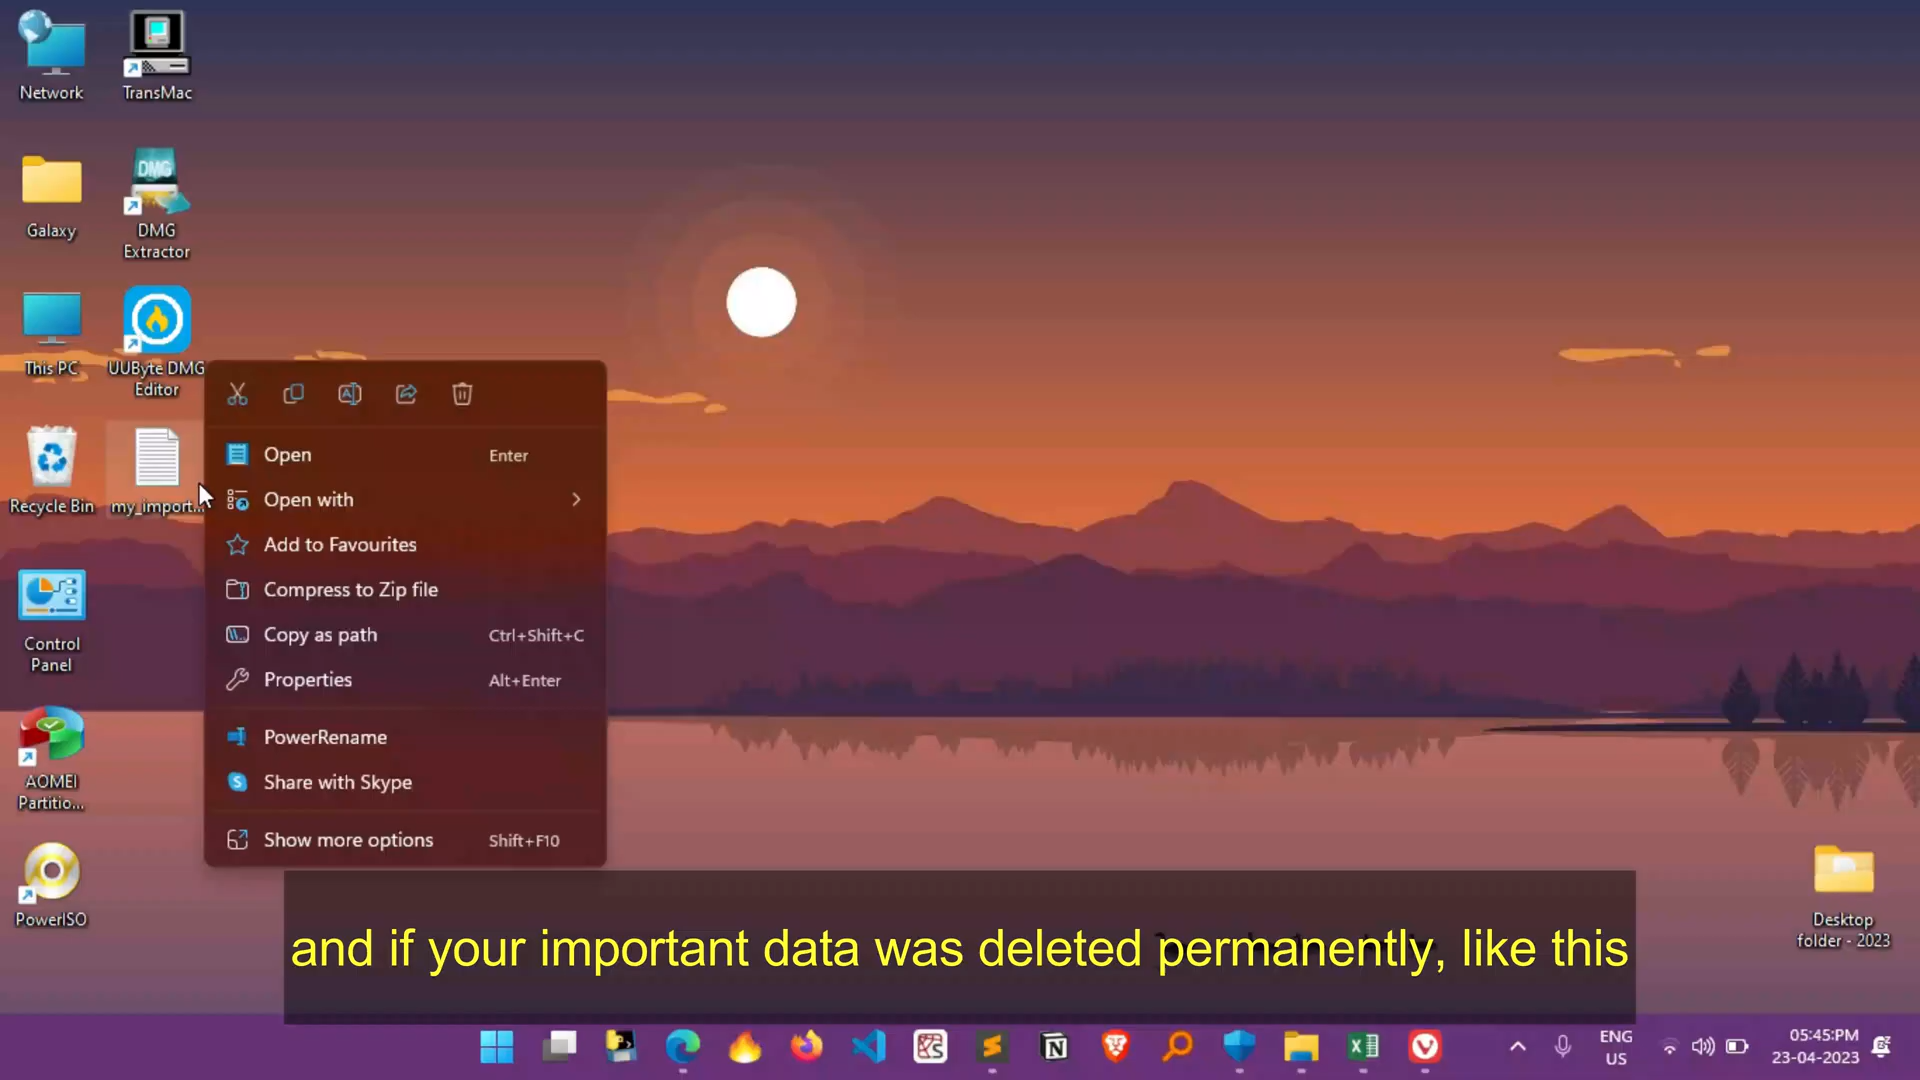 Network
TransMac
Galaxy
DMG
DMG
Extractor
This PC
UUByte DMG
Editor
Recycle Bin
my_import...
Control
Panel
AOMEI
Partitio...
PowerISO
Open Enter
Open with
Add to Favourites
Compress to Zip file
Copy as path Ctrl+Shift+C
Properties Alt+Enter
PowerRename
Share with Skype
Show more options Shift+F10
Desktop
folder - 2023
and if your important data was deleted permanently, like this
ENG
US
05:45:PM
23-04-2023